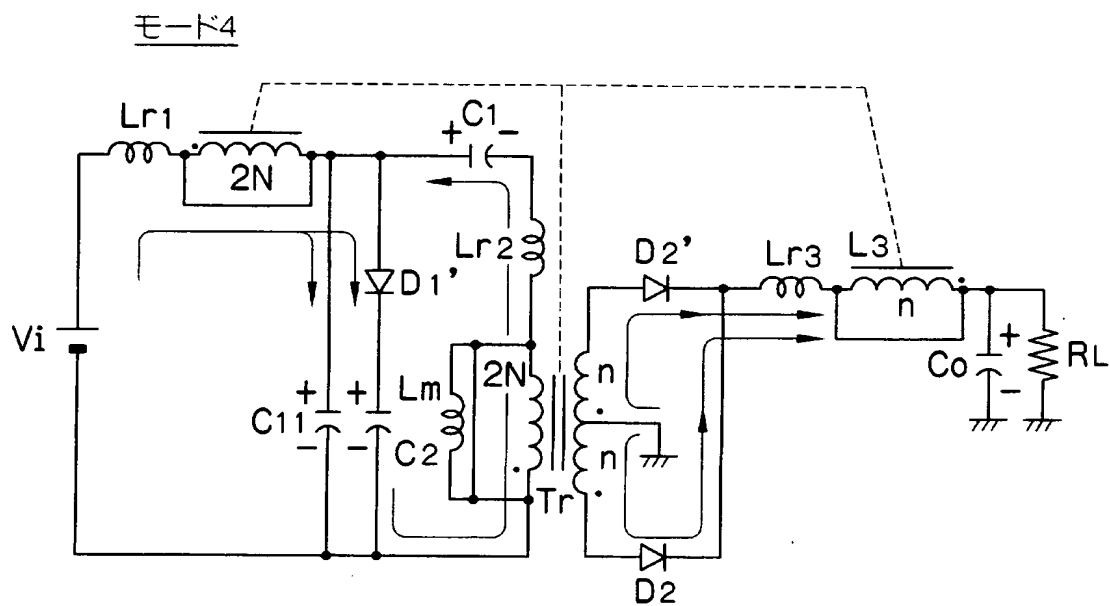 モード4
Lr1
2N
C1
+
-
Lr2
D1'
Vi
C11
+
-
+
-
C2
Lm
2N
Tr
n
n
D2'
D2
Lr3
L3
n
Co
+
-
RL